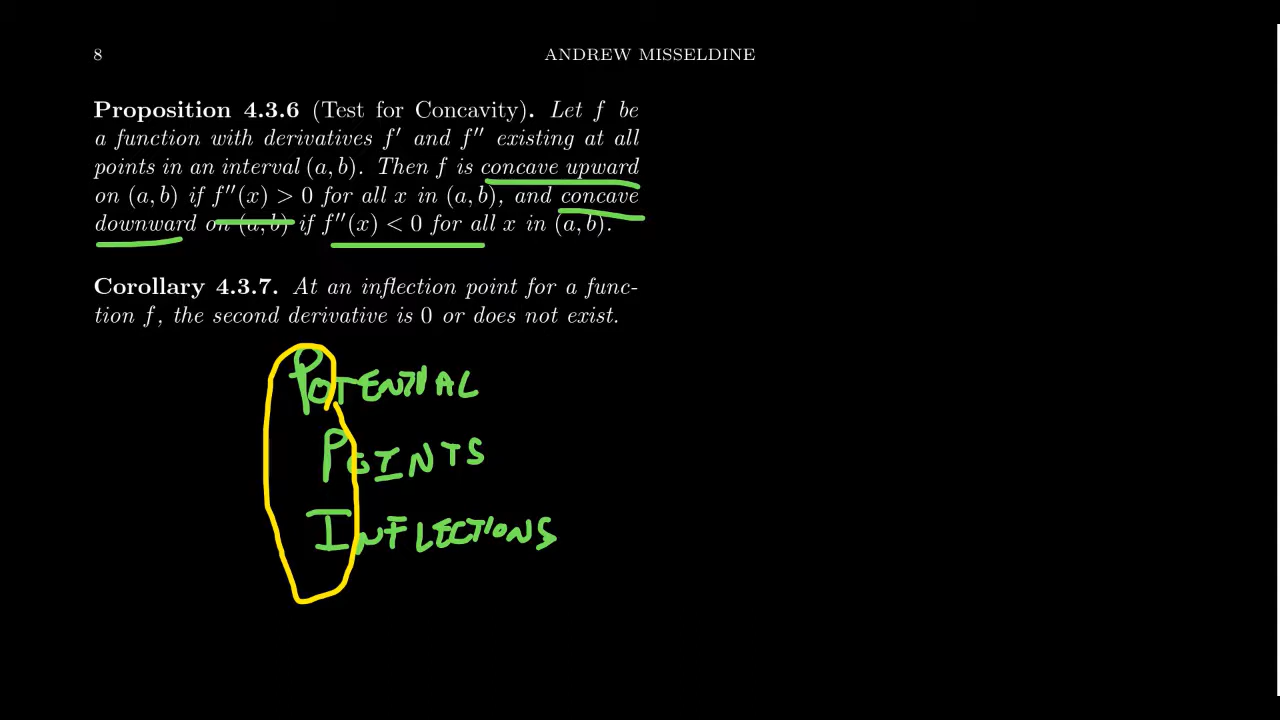 8 ANDREW MISSELDINE
Proposition 4.3.6 (Test for Concavity). Let f be
a function with derivatives f′ and f″ existing at all
points in an interval (a, b). Then f is concave upward
on (a, b) if f″(x) > 0 for all x in (a, b), and concave
downward on (a, b) if f″(x) < 0 for all x in (a, b).
Corollary 4.3.7. At an inflection point for a func-
tion f, the second derivative is 0 or does not exist.
POTENTIAL
POINTS
INFLECTIONS